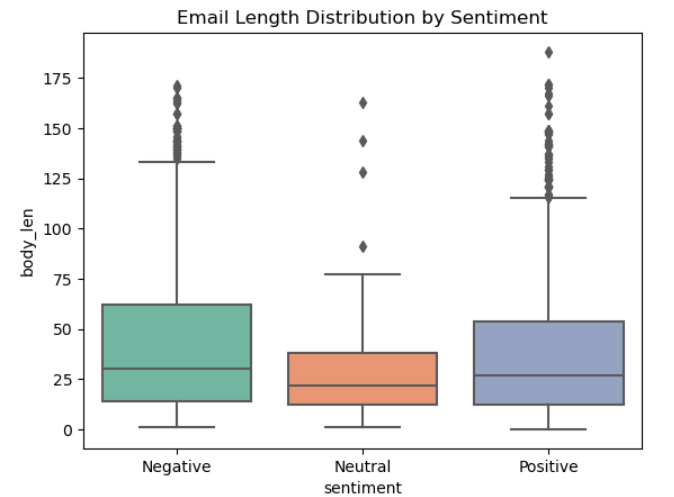 Email Length Distribution by Sentiment
175
150
125
100
75
50
25
0
body_len
Negative
Neutral
Positive
sentiment